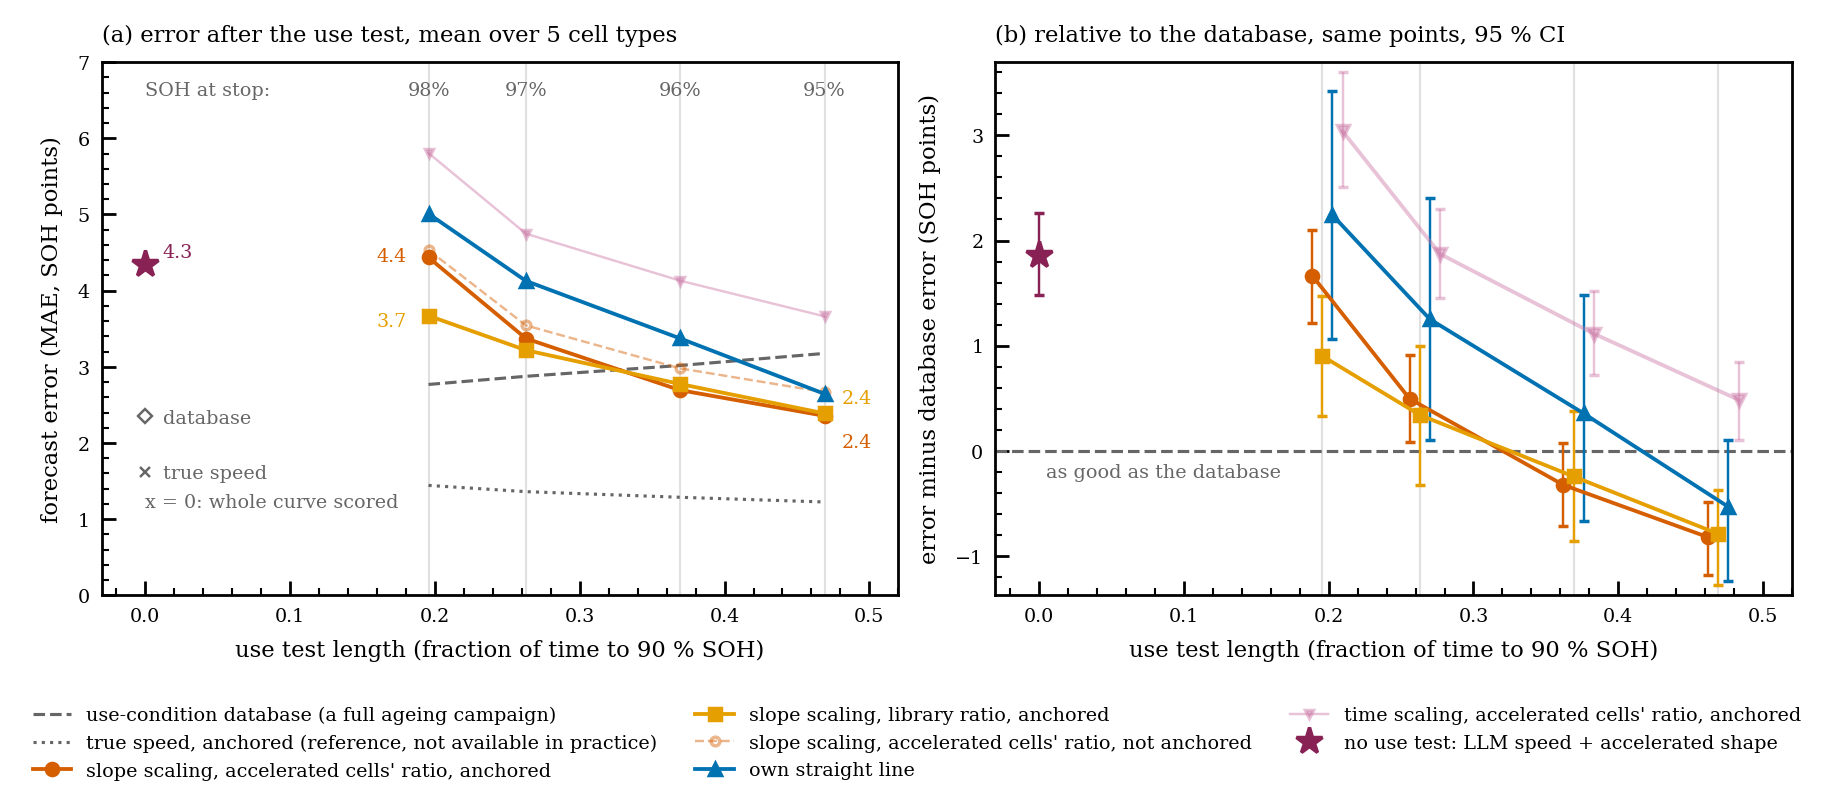 (a) error after the use test, mean over 5 cell types
forecast error (MAE, SOH points)
7
6
5
4
3
2
1
0
SOH at stop:
98%
97%
96%
95%
4.3
4.4
3.7
2.4
2.4
database
true speed
x = 0: whole curve scored
0.0
0.1
0.2
0.3
0.4
0.5
use test length (fraction of time to 90 % SOH)
(b) relative to the database, same points, 95 % CI
error minus database error (SOH points)
3
2
1
0
−1
as good as the database
0.0
0.1
0.2
0.3
0.4
0.5
use test length (fraction of time to 90 % SOH)
use-condition database (a full ageing campaign)
true speed, anchored (reference, not available in practice)
slope scaling, accelerated cells' ratio, anchored
slope scaling, library ratio, anchored
slope scaling, accelerated cells' ratio, not anchored
own straight line
time scaling, accelerated cells' ratio, anchored
no use test: LLM speed + accelerated shape